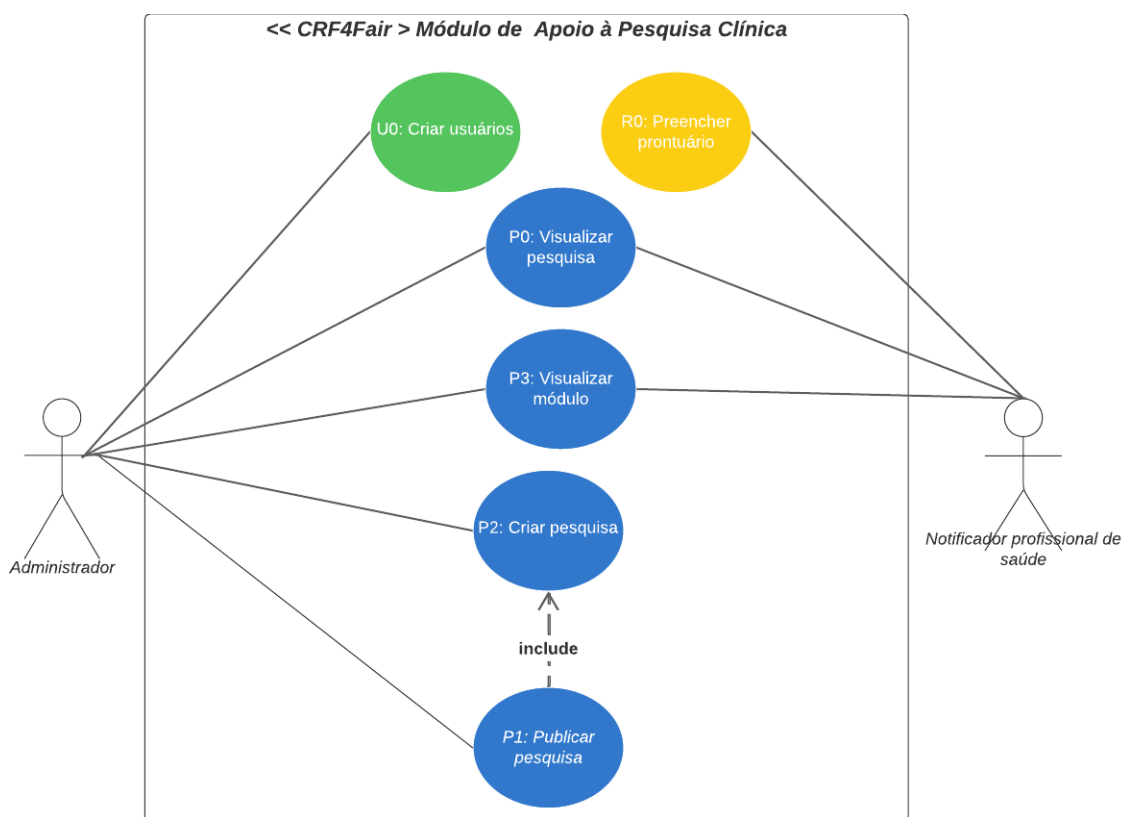 << CRF4Fair > Módulo de Apoio à Pesquisa Clínica
U0: Criar usuários
R0: Preencher
prontuário
P0: Visualizar
pesquisa
P3: Visualizar
módulo
P2: Criar pesquisa
Administrador
Notificador profissional de
saúde
include
P1: Publicar
pesquisa